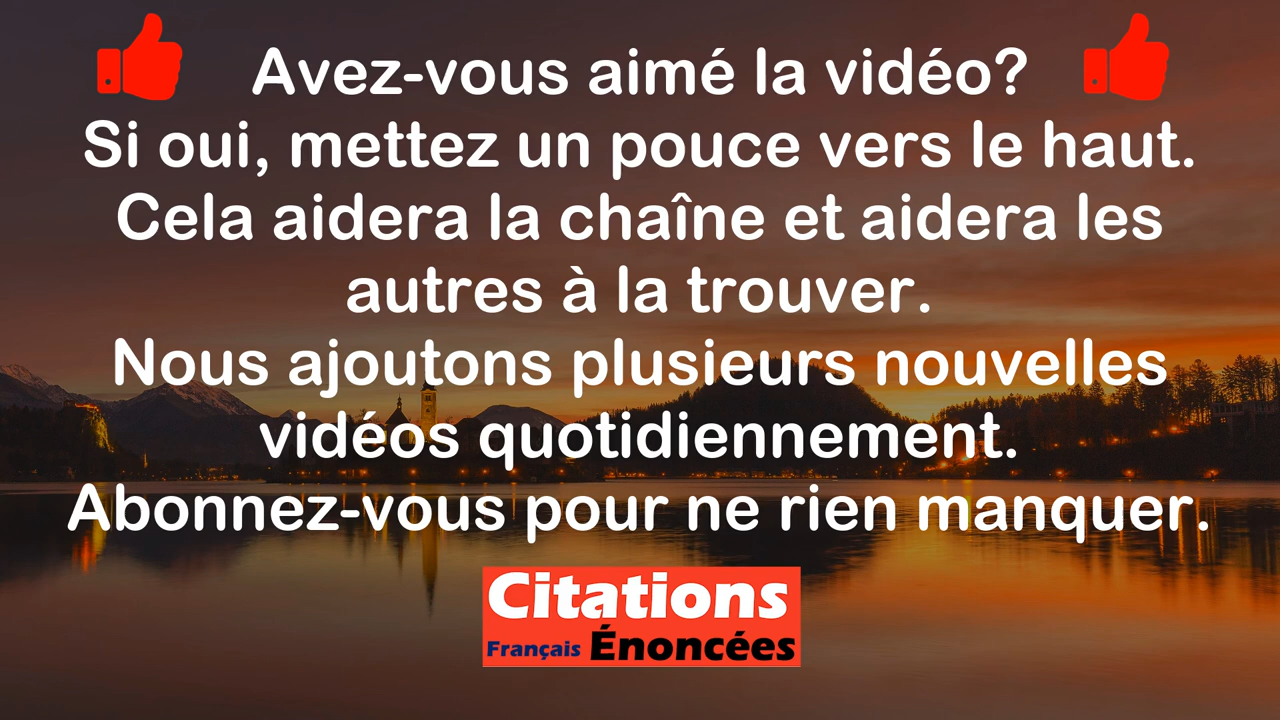 Avez-vous aimé la vidéo?
Si oui, mettez un pouce vers le haut.
Cela aidera la chaîne et aidera les
autres à la trouver.
Nous ajoutons plusieurs nouvelles
vidéos quotidiennement.
Abonnez-vous pour ne rien manquer.
Citations
Français Énoncées